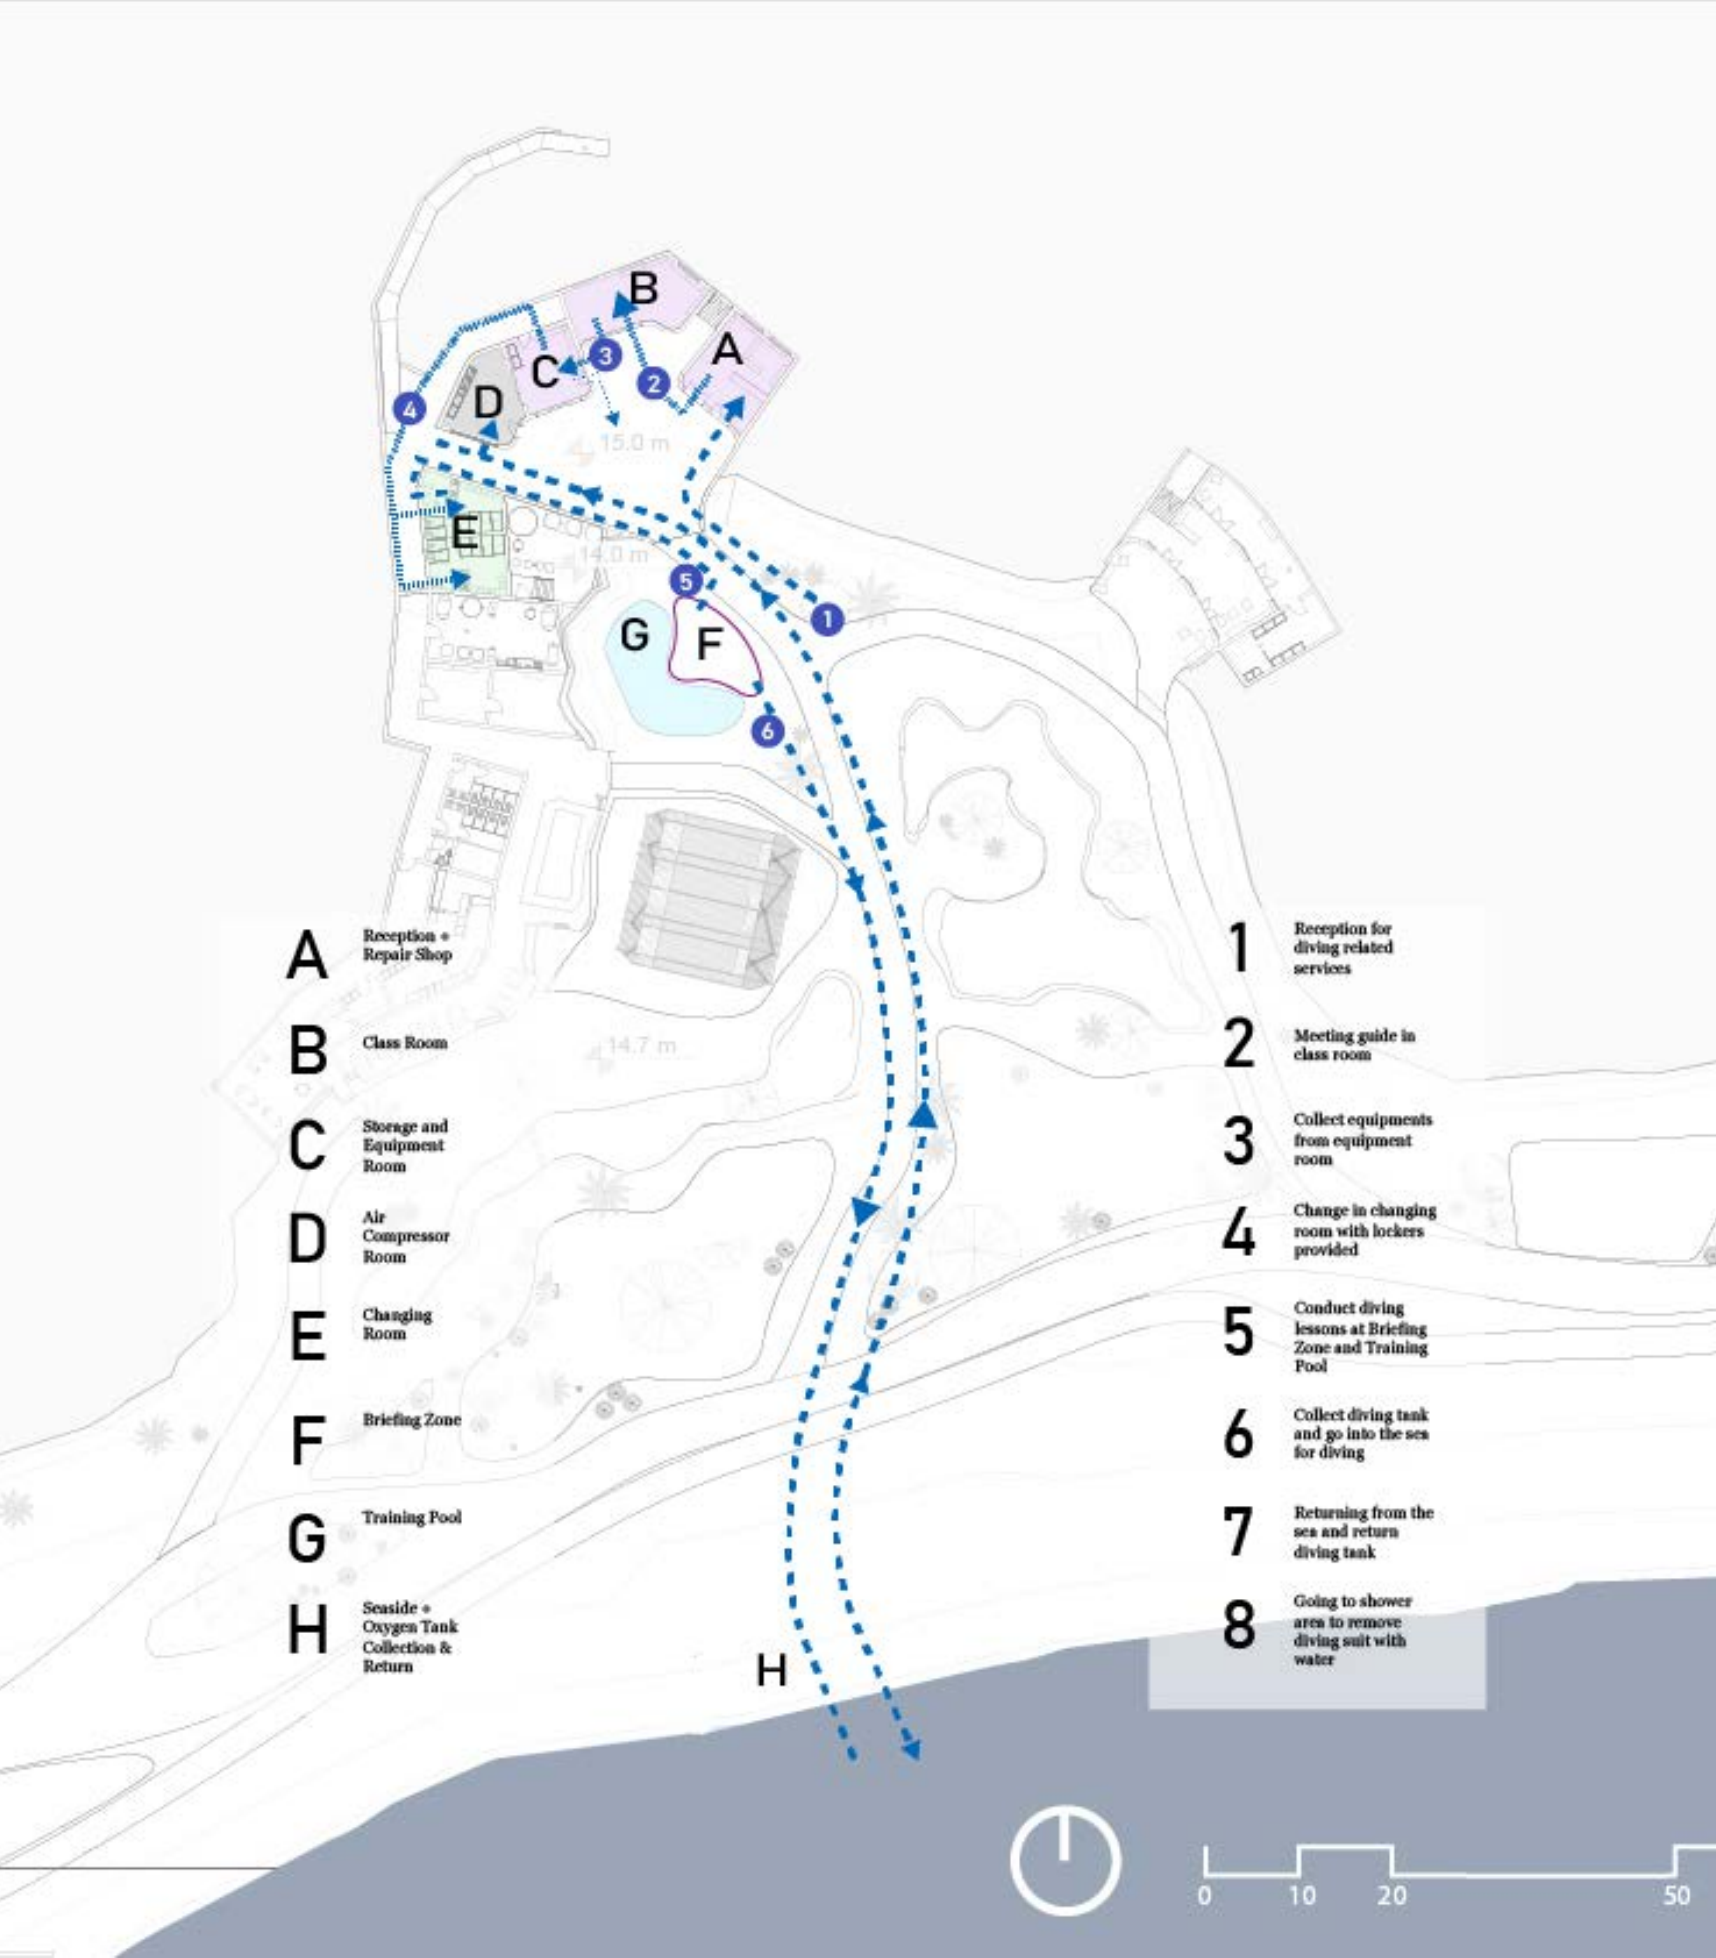 B
A
3
C
2
D
4
15.0 m
E
14.0 m
5
1
G
F
6
A
Reception +
Repair Shop
B
Class Room
14.7 m
C
Storage and
Equipment
Room
D
Air
Compressor
Room
E
Changing
Room
F
Briefing Zone
G
Training Pool
H
Seaside +
Oxygen Tank
Collection &
Return
H
1
Reception for
diving related
services
2
Meeting guide in
class room
3
Collect equipments
from equipment
room
4
Change in changing
room with lockers
provided
5
Conduct diving
lessons at Briefing
Zone and Training
Pool
6
Collect diving tank
and go into the sea
for diving
7
Returning from the
sea and return
diving tank
8
Going to shower
area to remove
diving suit with
water
0 10 20 50